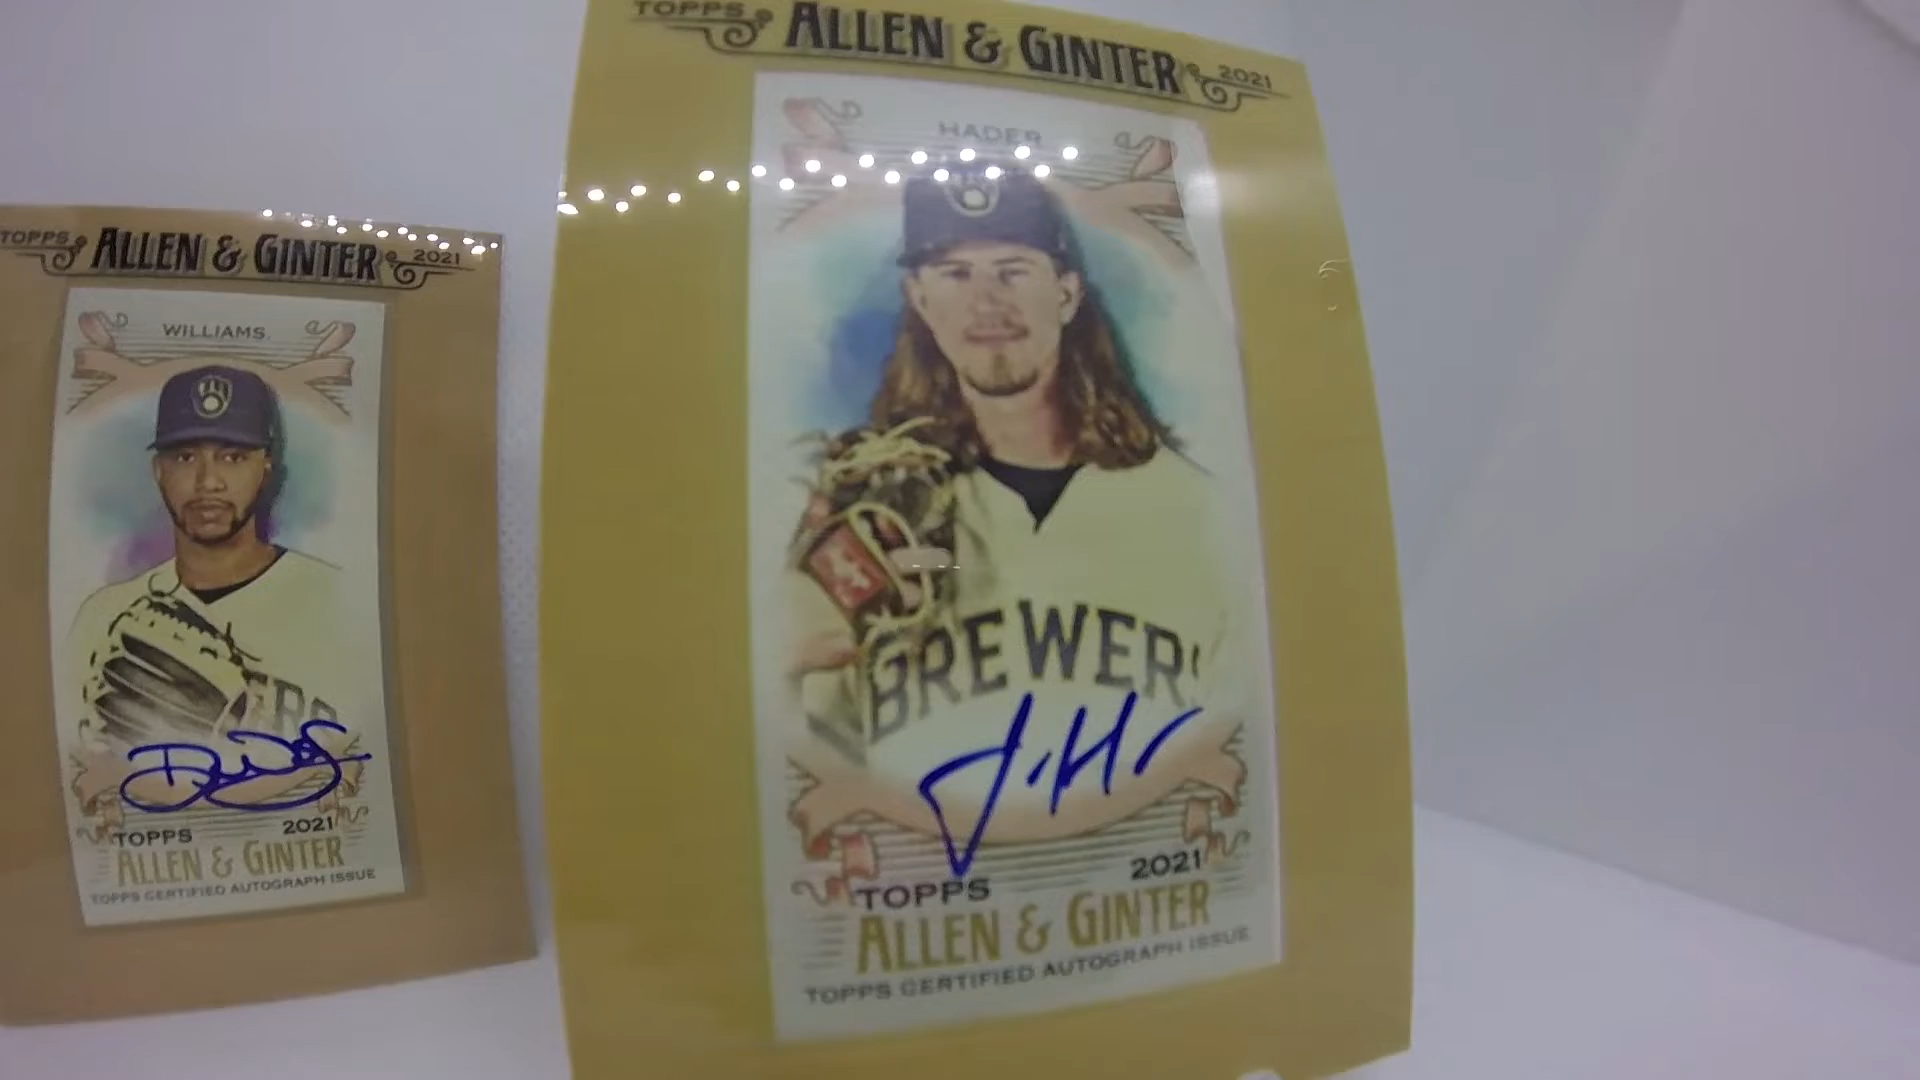 TOPPS ALLEN & GINTER 2021
WILLIAMS
TOPPS 2021
ALLEN & GINTER
TOPPS CERTIFIED AUTOGRAPH ISSUE
TOPPS ALLEN & GINTER 2021
HADER
BREWERS
TOPPS 2021
ALLEN & GINTER
TOPPS CERTIFIED AUTOGRAPH ISSUE